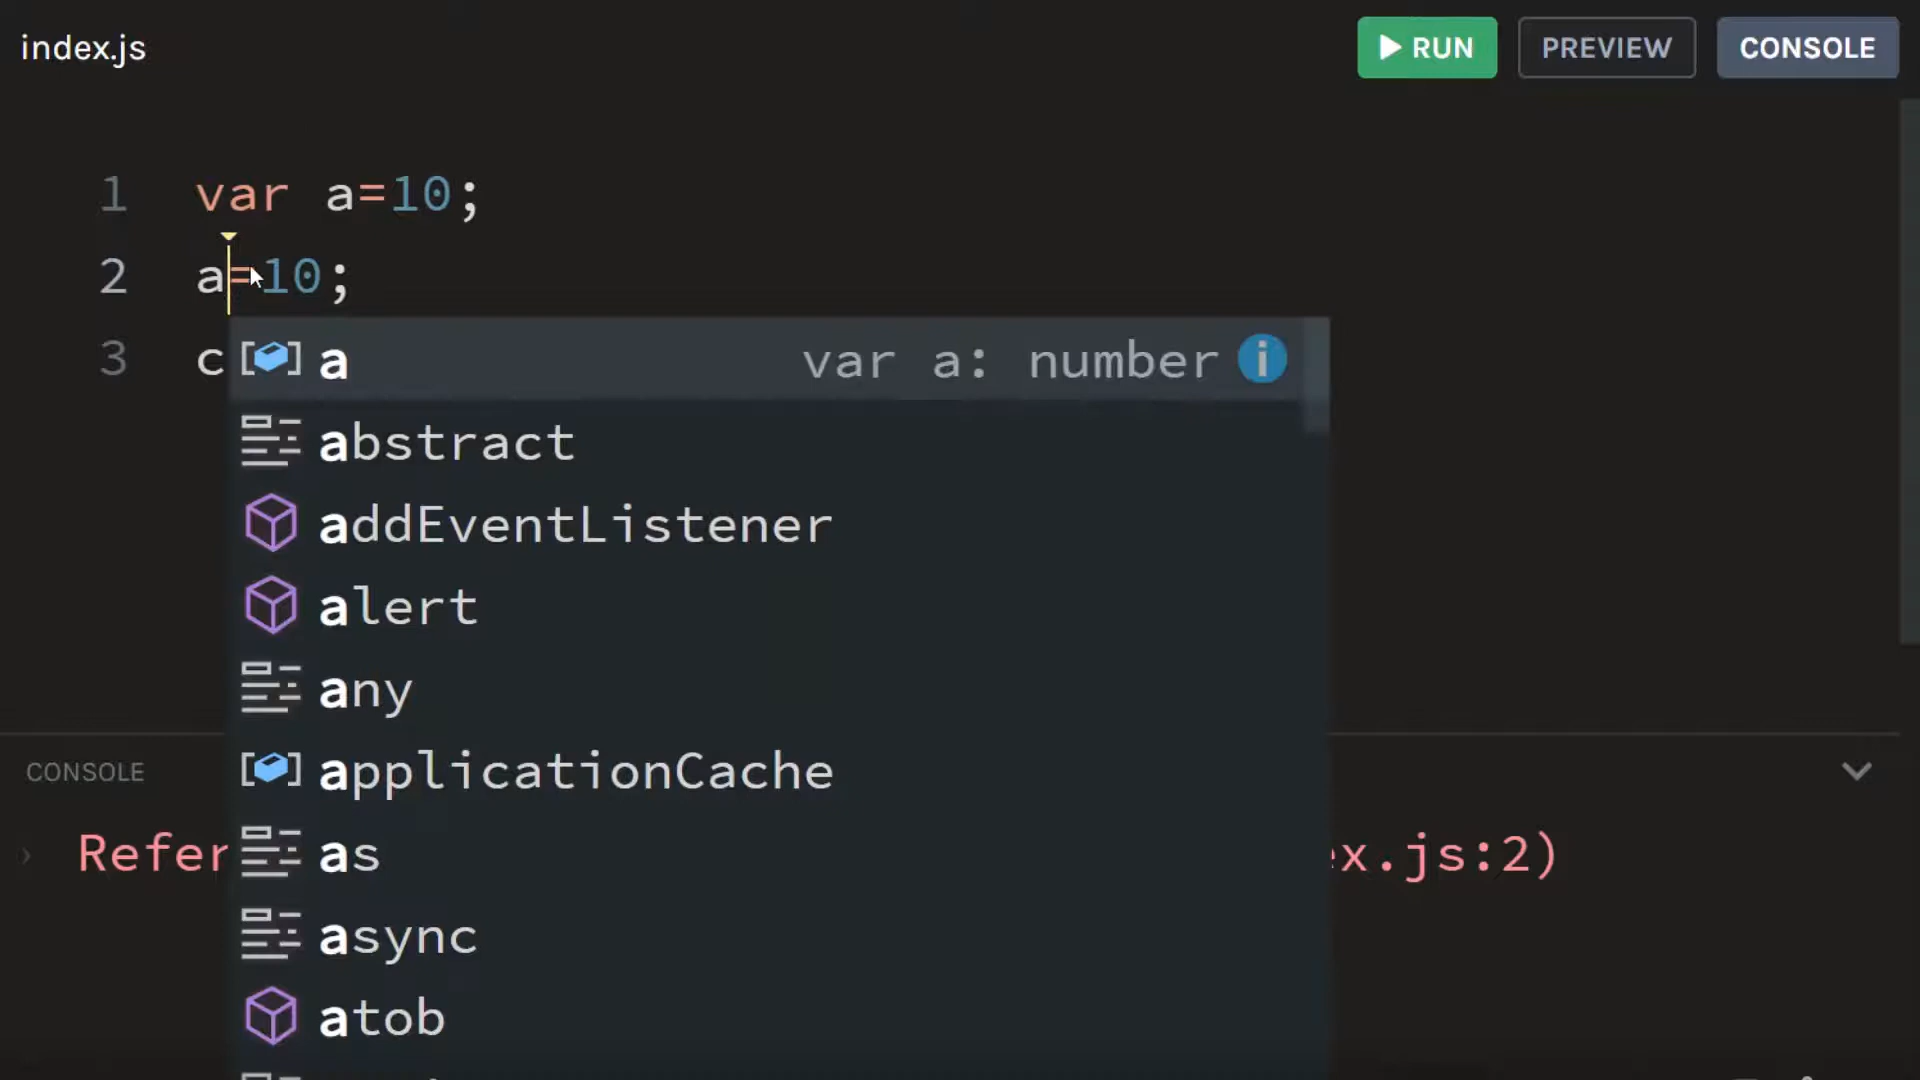 index.js
RUN PREVIEW CONSOLE
1 var a=10;
2 a=10;
3 c
a var a: number i
abstract
addEventListener
alert
any
applicationCache
as
async
atob
CONSOLE
Refer ex.js:2)